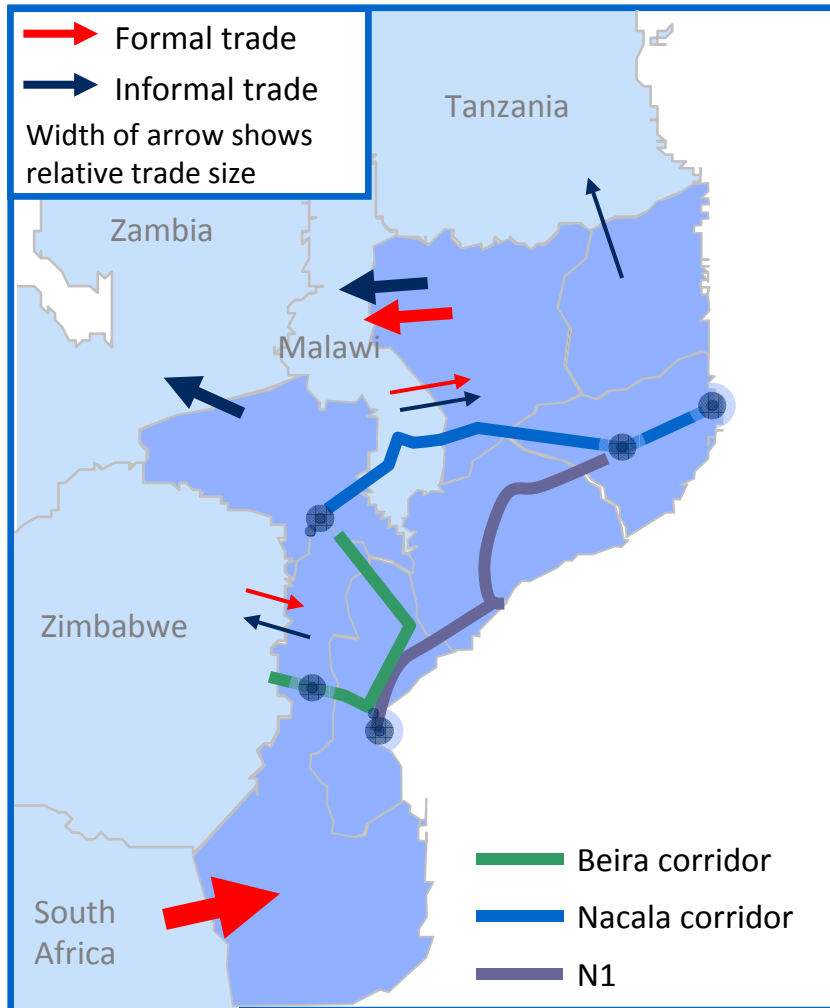 Formal trade
Informal trade
Width of arrow shows
relative trade size
Tanzania
Zambia
Malawi
Zimbabwe
South
Africa
Beira corridor
Nacala corridor
N1